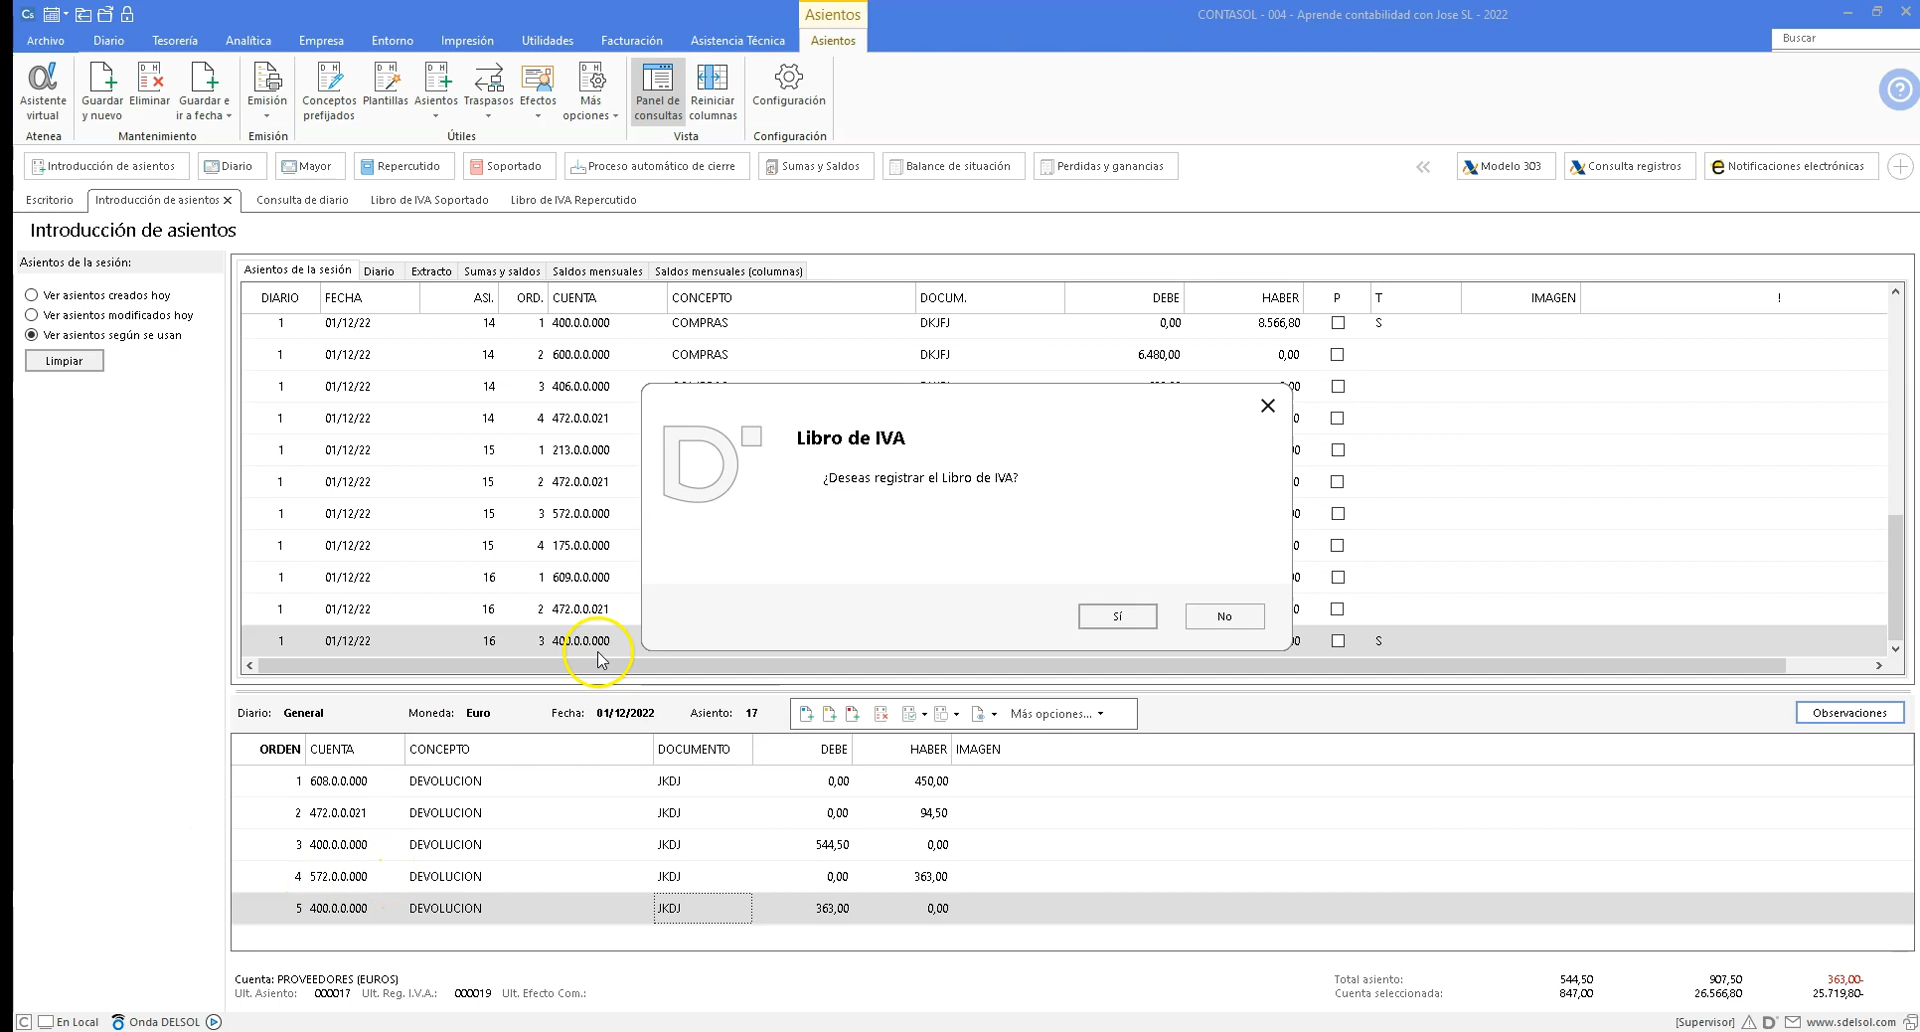 Cs
Asientos
CONTASOL - 004 - Aprende contabilidad con Jose SL - 2022
Archivo Diario Tesorería Analítica Empresa Entorno Impresión Utilidades Facturación Asistencia Técnica Asientos
Buscar
Asistente virtual
Guardar y nuevo
Eliminar
Guardar e ir a fecha
Emisión
Conceptos prefijados
Plantillas
Asientos
Traspasos
Efectos
Más opciones
Panel de consultas
Reiniciar columnas
Configuración
Atenea Mantenimiento Emisión Útiles Vista Configuración
Introducción de asientos Diario Mayor Repercutido Soportado Proceso automático de cierre Sumas y Saldos Balance de situación Perdidas y ganancias Modelo 303 Consulta registros Notificaciones electrónicas
Escritorio Introducción de asientos Consulta de diario Libro de IVA Soportado Libro de IVA Repercutido
Introducción de asientos
Asientos de la sesión:
Ver asientos creados hoy
Ver asientos modificados hoy
Ver asientos según se usan
Limpiar
Asientos de la sesión Diario Extracto Sumas y saldos Saldos mensuales Saldos mensuales (columnas)
DIARIO FECHA ASI. ORD. CUENTA CONCEPTO DOCUM. DEBE HABER P T IMAGEN !
1 01/12/22 14 1 400.0.0.000 COMPRAS DKJFJ 0,00 8.566,80 S
1 01/12/22 14 2 600.0.0.000 COMPRAS DKJFJ 6.480,00 0,00
1 01/12/22 14 3 406.0.0.000
1 01/12/22 14 4 472.0.0.021
1 01/12/22 15 1 213.0.0.000
1 01/12/22 15 2 472.0.0.021
1 01/12/22 15 3 572.0.0.000
1 01/12/22 15 4 175.0.0.000
1 01/12/22 16 1 609.0.0.000
1 01/12/22 16 2 472.0.0.021
1 01/12/22 16 3 400.0.0.000 S
Libro de IVA
¿Deseas registrar el Libro de IVA?
Sí No
Diario: General Moneda: Euro Fecha: 01/12/2022 Asiento: 17 Más opciones... Observaciones
ORDEN CUENTA CONCEPTO DOCUMENTO DEBE HABER IMAGEN
1 608.0.0.000 DEVOLUCION JKDJ 0,00 450,00
2 472.0.0.021 DEVOLUCION JKDJ 0,00 94,50
3 400.0.0.000 DEVOLUCION JKDJ 544,50 0,00
4 572.0.0.000 DEVOLUCION JKDJ 0,00 363,00
5 400.0.0.000 DEVOLUCION JKDJ 363,00 0,00
Cuenta: PROVEEDORES (EUROS) Total asiento: 544,50 907,50 363,00-
Ult. Asiento: 000017 Ult. Reg. I.V.A.: 000019 Ult. Efecto Com.: Cuenta seleccionada: 847,00 26.566,80 25.719,80-
C En Local Onda DELSOL [Supervisor] www.sdelsol.com